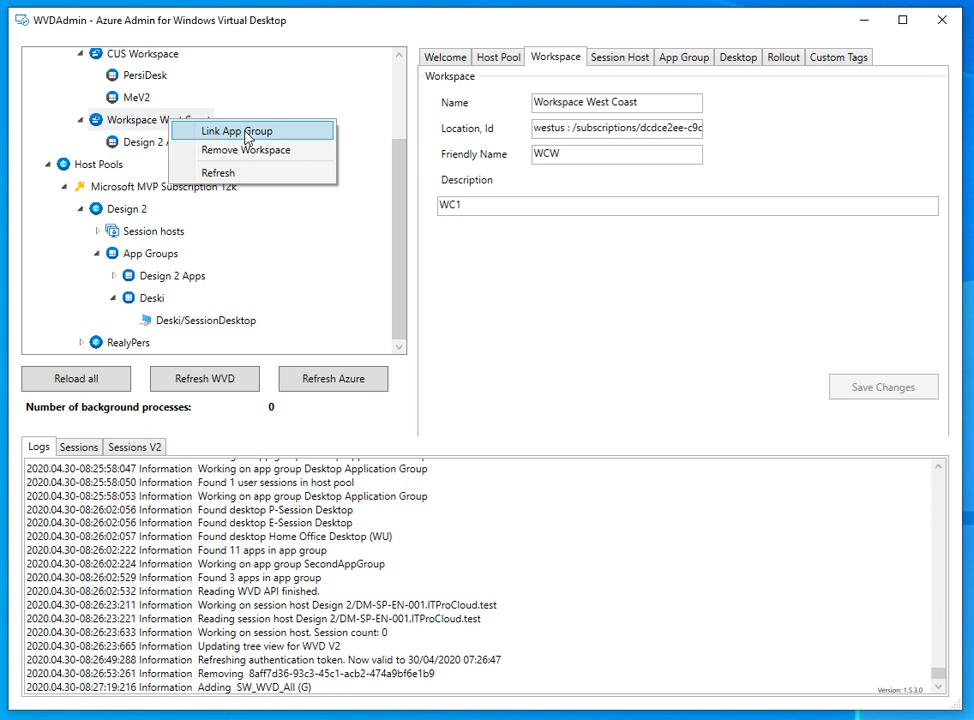 WVDAdmin - Azure Admin for Windows Virtual Desktop
CUS Workspace
PersiDesk
MeV2
Workspace West
Design 2
Link App Group
Remove Workspace
Refresh
Host Pools
Microsoft MVP Subscription 12k
Design 2
Session hosts
App Groups
Design 2 Apps
Deski
Deski/SessionDesktop
RealyPers
Reload all
Refresh WVD
Refresh Azure
Number of background processes: 0
Welcome Host Pool Workspace Session Host App Group Desktop Rollout Custom Tags
Workspace
Name Workspace West Coast
Location, Id westus : /subscriptions/dcdce2ee-c9c
Friendly Name WCW
Description
WC1
Save Changes
Logs Sessions Sessions V2
2020.04.30-08:25:58:047 Information Working on app group Desktop Application Group
2020.04.30-08:25:58:050 Information Found 1 user sessions in host pool
2020.04.30-08:25:58:053 Information Working on app group Desktop Application Group
2020.04.30-08:26:02:056 Information Found desktop P-Session Desktop
2020.04.30-08:26:02:056 Information Found desktop E-Session Desktop
2020.04.30-08:26:02:057 Information Found desktop Home Office Desktop (WU)
2020.04.30-08:26:02:222 Information Found 11 apps in app group
2020.04.30-08:26:02:224 Information Working on app group SecondAppGroup
2020.04.30-08:26:02:529 Information Found 3 apps in app group
2020.04.30-08:26:02:532 Information Reading WVD API finished.
2020.04.30-08:26:23:211 Information Working on session host Design 2/DM-SP-EN-001.ITProCloud.test
2020.04.30-08:26:23:221 Information Reading session host Design 2/DM-SP-EN-001.ITProCloud.test
2020.04.30-08:26:23:633 Information Working on session host. Session count: 0
2020.04.30-08:26:23:665 Information Updating tree view for WVD V2
2020.04.30-08:26:49:288 Information Refreshing authentication token. Now valid to 30/04/2020 07:26:47
2020.04.30-08:26:53:261 Information Removing 8aff7d36-93c3-45c1-acb2-474a9bf6e1b9
2020.04.30-08:27:19:216 Information Adding SW_WVD_All (G)
Version: 1.5.3.0